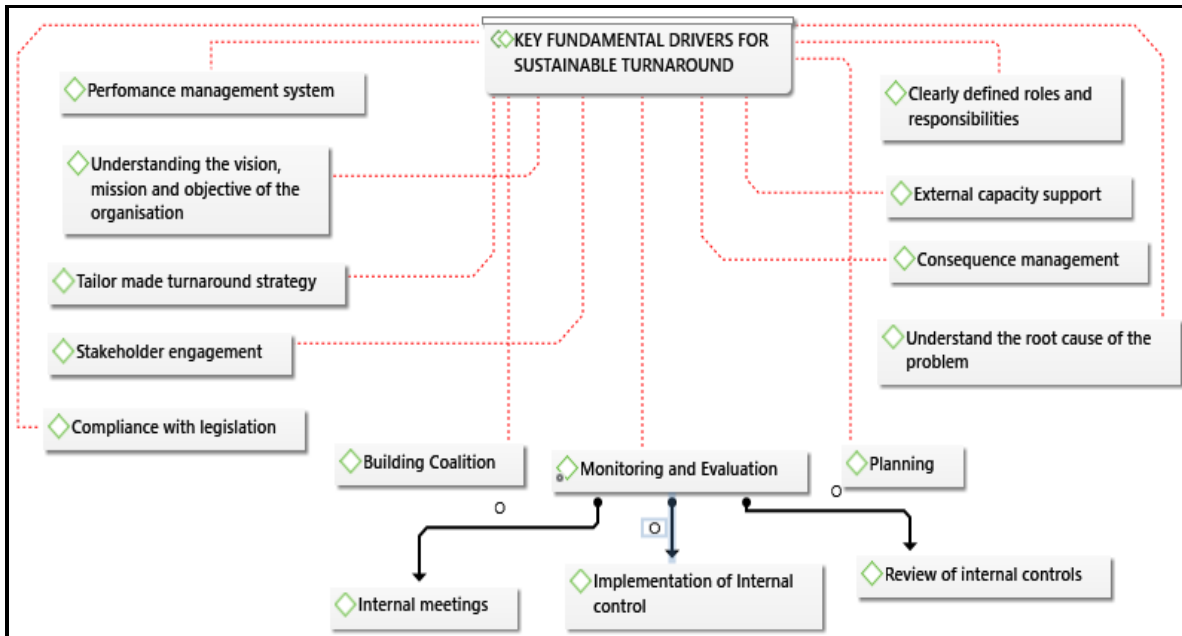 KEY FUNDAMENTAL DRIVERS FOR
SUSTAINABLE TURNAROUND
Perfomance management system
Clearly defined roles and
responsibilities
Understanding the vision,
mission and objective of the
organisation
External capacity support
Consequence management
Tailor made turnaround strategy
Stakeholder engagement
Understand the root cause of the
problem
Compliance with legislation
Building Coalition
Monitoring and Evaluation
Planning
O
O
O
Internal meetings
Implementation of Internal
control
Review of internal controls